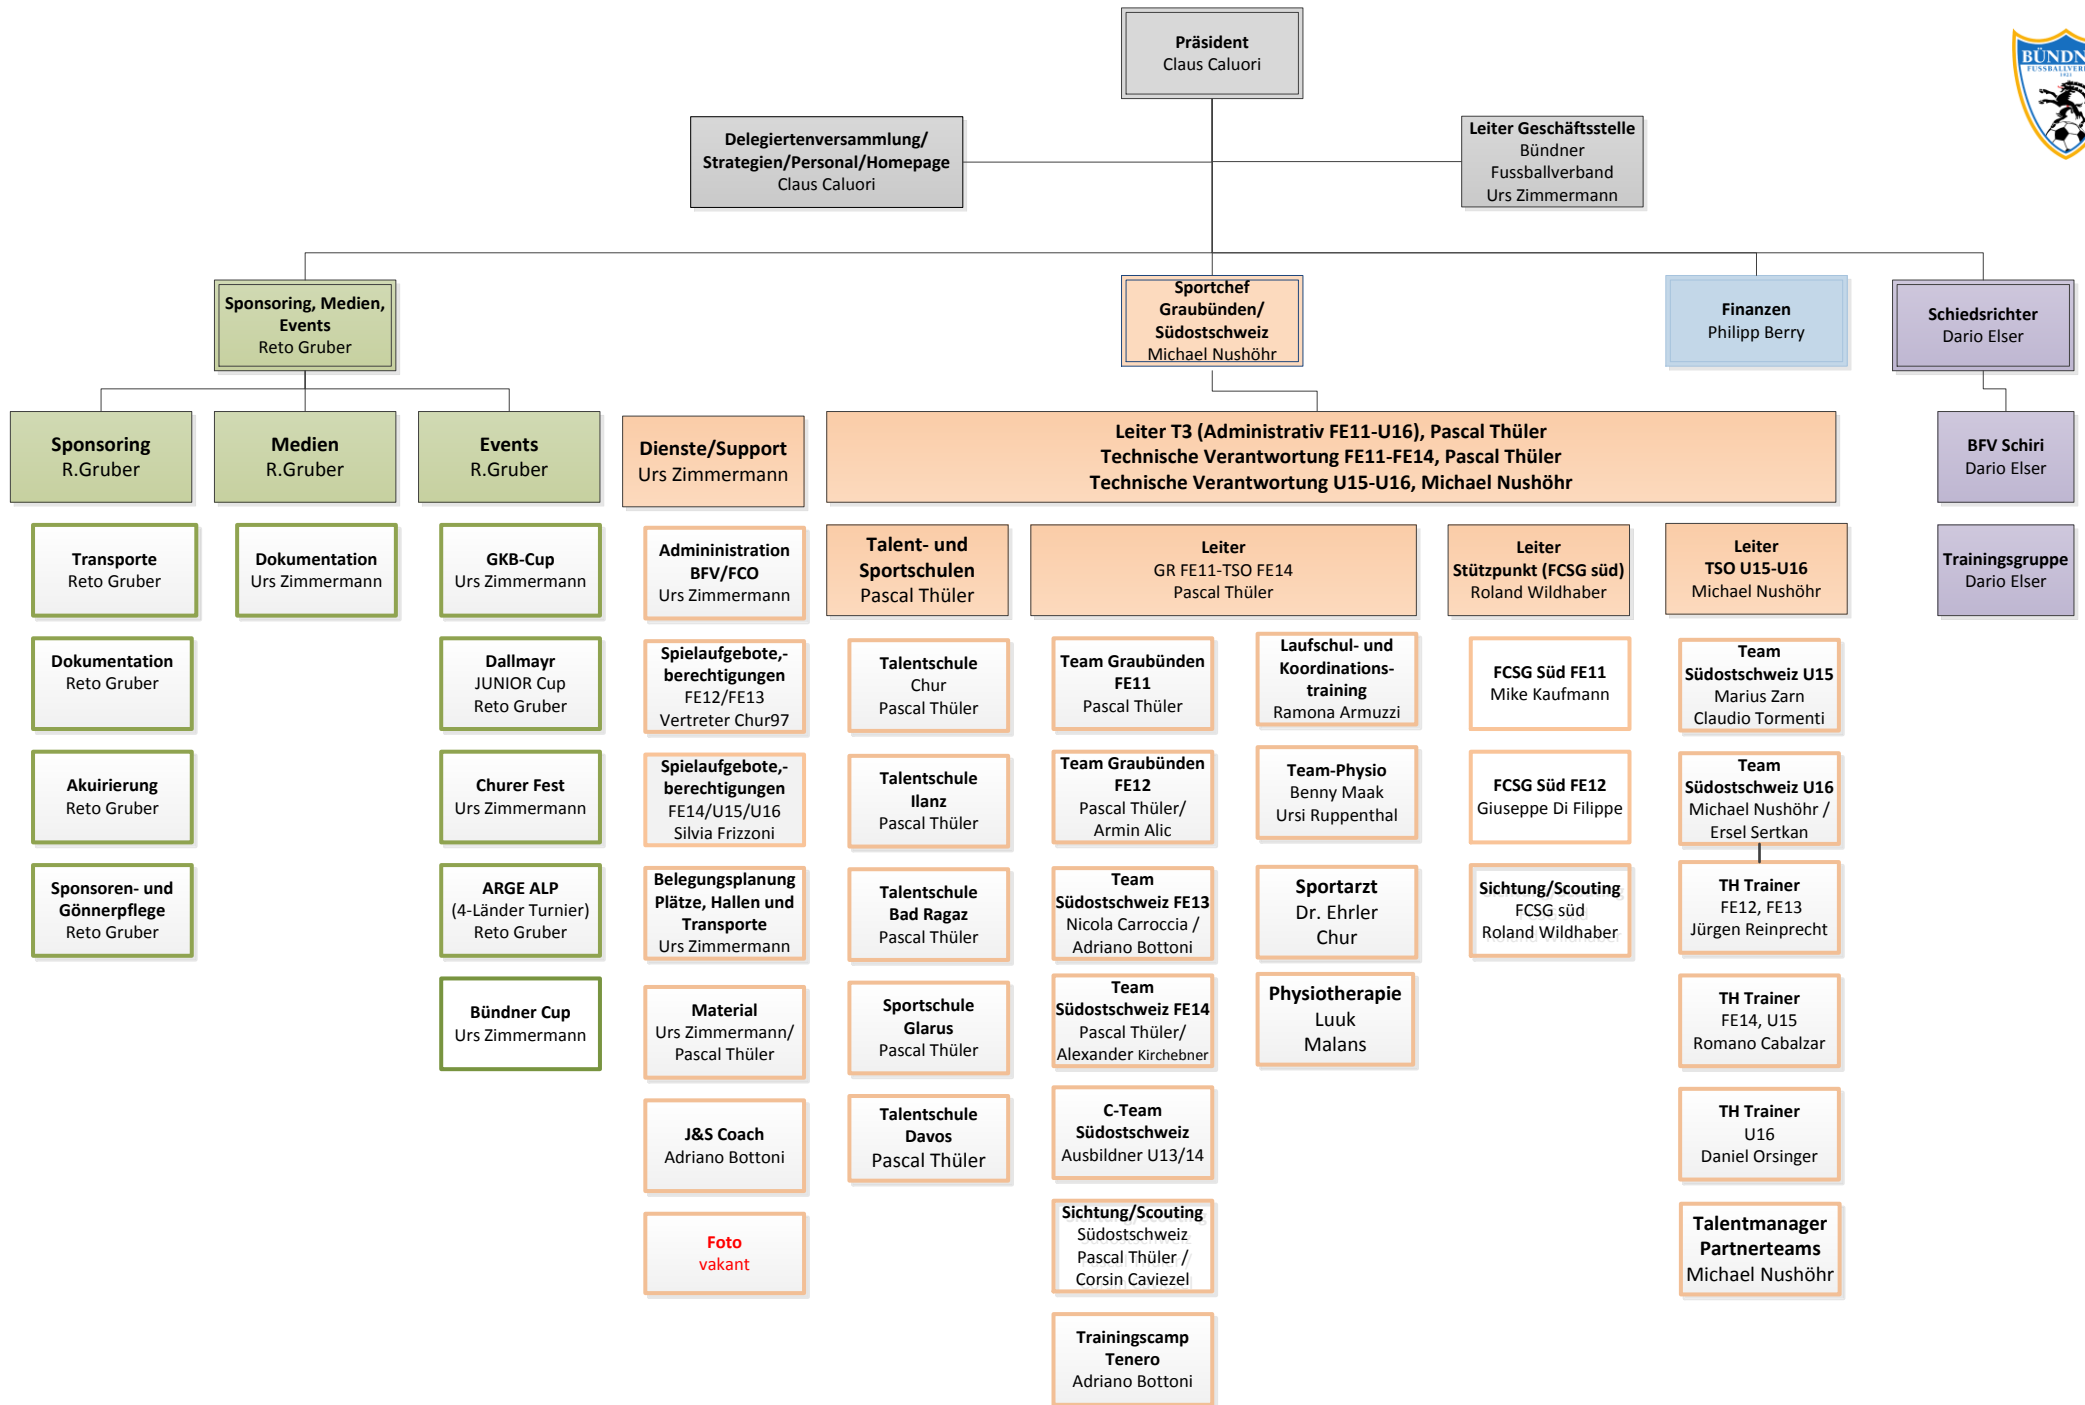 Präsident
Claus Caluori
BÜNDN
FUSSBALLVER
Delegiertenversammlung/
Strategien/Personal/Homepage
Claus Caluori
Leiter Geschäftsstelle
Bündner
Fussballverband
Urs Zimmermann
Sponsoring, Medien,
Events
Reto Gruber
Sportchef
Graubünden/
Südostschweiz
Michael Nushöhr
Finanzen
Philipp Berry
Schiedsrichter
Dario Elser
Sponsoring
R.Gruber
Medien
R.Gruber
Events
R.Gruber
Dienste/Support
Urs Zimmermann
Leiter T3 (Administrativ FE11-U16), Pascal Thüler
Technische Verantwortung FE11-FE14, Pascal Thüler
Technische Verantwortung U15-U16, Michael Nushöhr
BFV Schiri
Dario Elser
Transporte
Reto Gruber
Dokumentation
Reto Gruber
Akuirierung
Reto Gruber
Sponsoren- und
Gönnerpflege
Reto Gruber
Dokumentation
Urs Zimmermann
GKB-Cup
Urs Zimmermann
Dallmayr
JUNIOR Cup
Reto Gruber
Churer Fest
Urs Zimmermann
ARGE ALP
(4-Länder Turnier)
Reto Gruber
Bündner Cup
Urs Zimmermann
Admininistration
BFV/FCO
Urs Zimmermann
Spielaufgebote,-
berechtigungen
FE12/FE13
Vertreter Chur97
Spielaufgebote,-
berechtigungen
FE14/U15/U16
Silvia Frizzoni
Belegungsplanung
Plätze, Hallen und
Transporte
Urs Zimmermann
Material
Urs Zimmermann/
Pascal Thüler
J&S Coach
Adriano Bottoni
Foto
vakant
Talent- und
Sportschulen
Pascal Thüler
Talentschule
Chur
Pascal Thüler
Talentschule
Ilanz
Pascal Thüler
Talentschule
Bad Ragaz
Pascal Thüler
Sportschule
Glarus
Pascal Thüler
Talentschule
Davos
Pascal Thüler
Leiter
GR FE11-TSO FE14
Pascal Thüler
Team Graubünden
FE11
Pascal Thüler
Team Graubünden
FE12
Pascal Thüler/
Armin Alic
Team
Südostschweiz FE13
Nicola Carroccia /
Adriano Bottoni
Team
Südostschweiz FE14
Pascal Thüler/
Alexander Kirchebner
C-Team
Südostschweiz
Ausbildner U13/14
Sichtung/Scouting
Südostschweiz
Pascal Thüler /
Corsin Caviezel
Trainingscamp
Tenero
Adriano Bottoni
Laufschul- und
Koordinations-
training
Ramona Armuzzi
Team-Physio
Benny Maak
Ursi Ruppenthal
Sportarzt
Dr. Ehrler
Chur
Physiotherapie
Luuk
Malans
Leiter
Stützpunkt (FCSG süd)
Roland Wildhaber
FCSG Süd FE11
Mike Kaufmann
FCSG Süd FE12
Giuseppe Di Filippe
Sichtung/Scouting
FCSG süd
Roland Wildhaber
Leiter
TSO U15-U16
Michael Nushöhr
Team
Südostschweiz U15
Marius Zarn
Claudio Tormenti
Team
Südostschweiz U16
Michael Nushöhr /
Ersel Sertkan
TH Trainer
FE12, FE13
Jürgen Reinprecht
TH Trainer
FE14, U15
Romano Cabalzar
TH Trainer
U16
Daniel Orsinger
Talentmanager
Partnerteams
Michael Nushöhr
Trainingsgruppe
Dario Elser